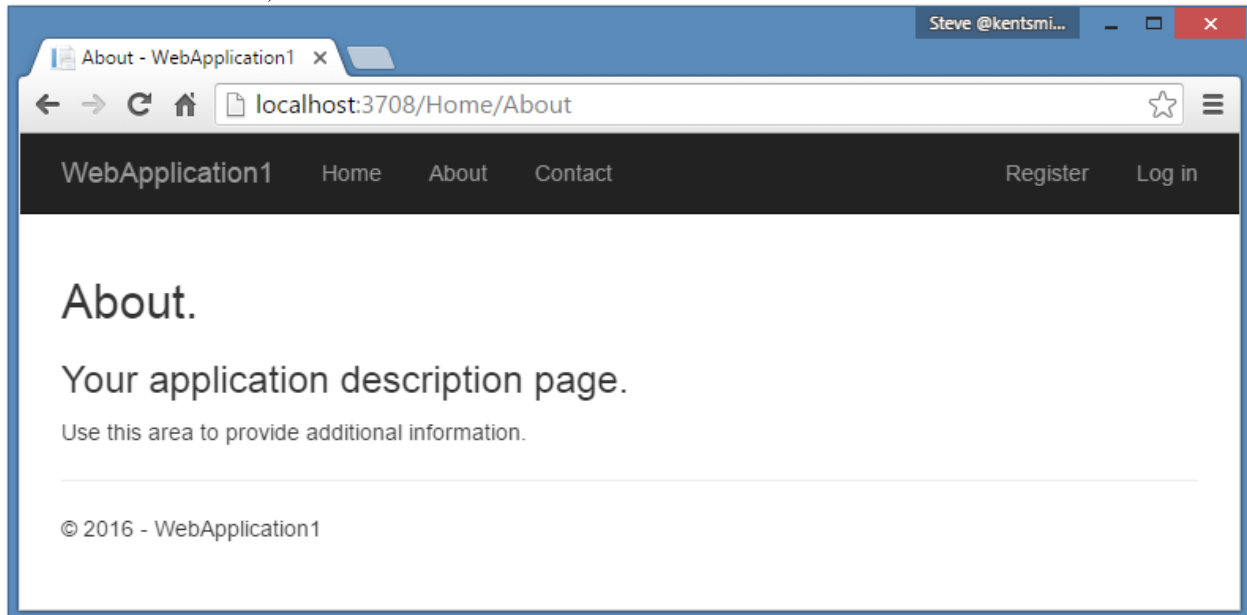 Steve @kentsmi...
About - WebApplication1
localhost:3708/Home/About
WebApplication1 Home About Contact Register Log in
About.
Your application description page.
Use this area to provide additional information.
© 2016 - WebApplication1